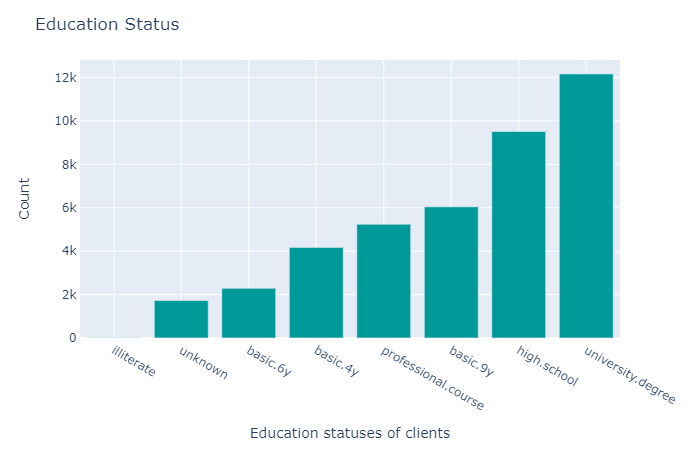 Education Status
12k
10k
8k
6k
4k
2k
0
Count
illiterate
unknown
basic.6y
basic.4y
professional.course
basic.9y
high.school
university.degree
Education statuses of clients